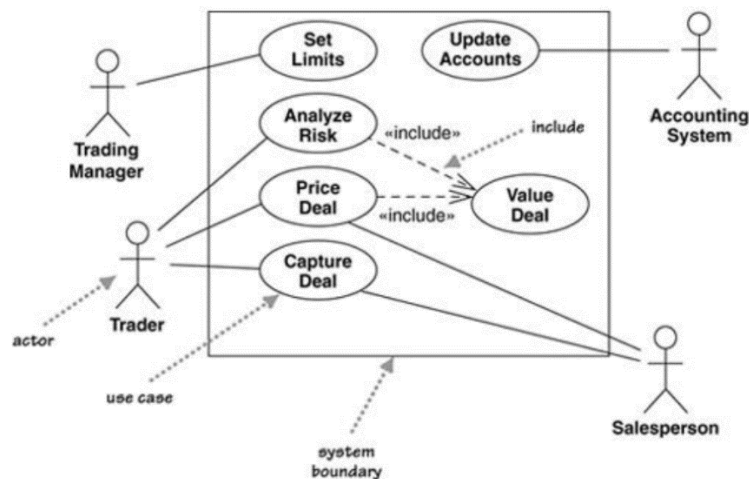 Set
Limits
Update
Accounts
Trading
Manager
Accounting
System
Analyze
Risk
«include»
include
Price
Deal
«include»
Value
Deal
Capture
Deal
Trader
actor
use case
system
boundary
Salesperson